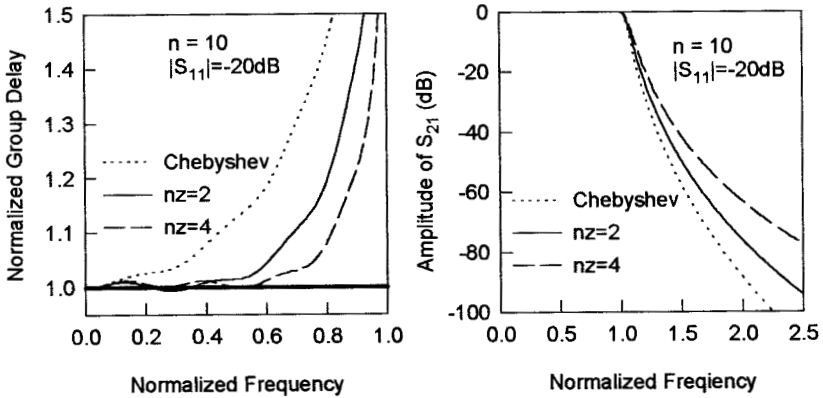 1.5
1.4
1.3
1.2
1.1
1.0
Normalized Group Delay
n = 10
|S11|=-20dB
Chebyshev
nz=2
nz=4
0.0 0.2 0.4 0.6 0.8 1.0
Normalized Frequency
0
-20
-40
-60
-80
-100
Amplitude of S21 (dB)
n = 10
|S11|=-20dB
Chebyshev
nz=2
nz=4
0.0 0.5 1.0 1.5 2.0 2.5
Normalized Freqiency